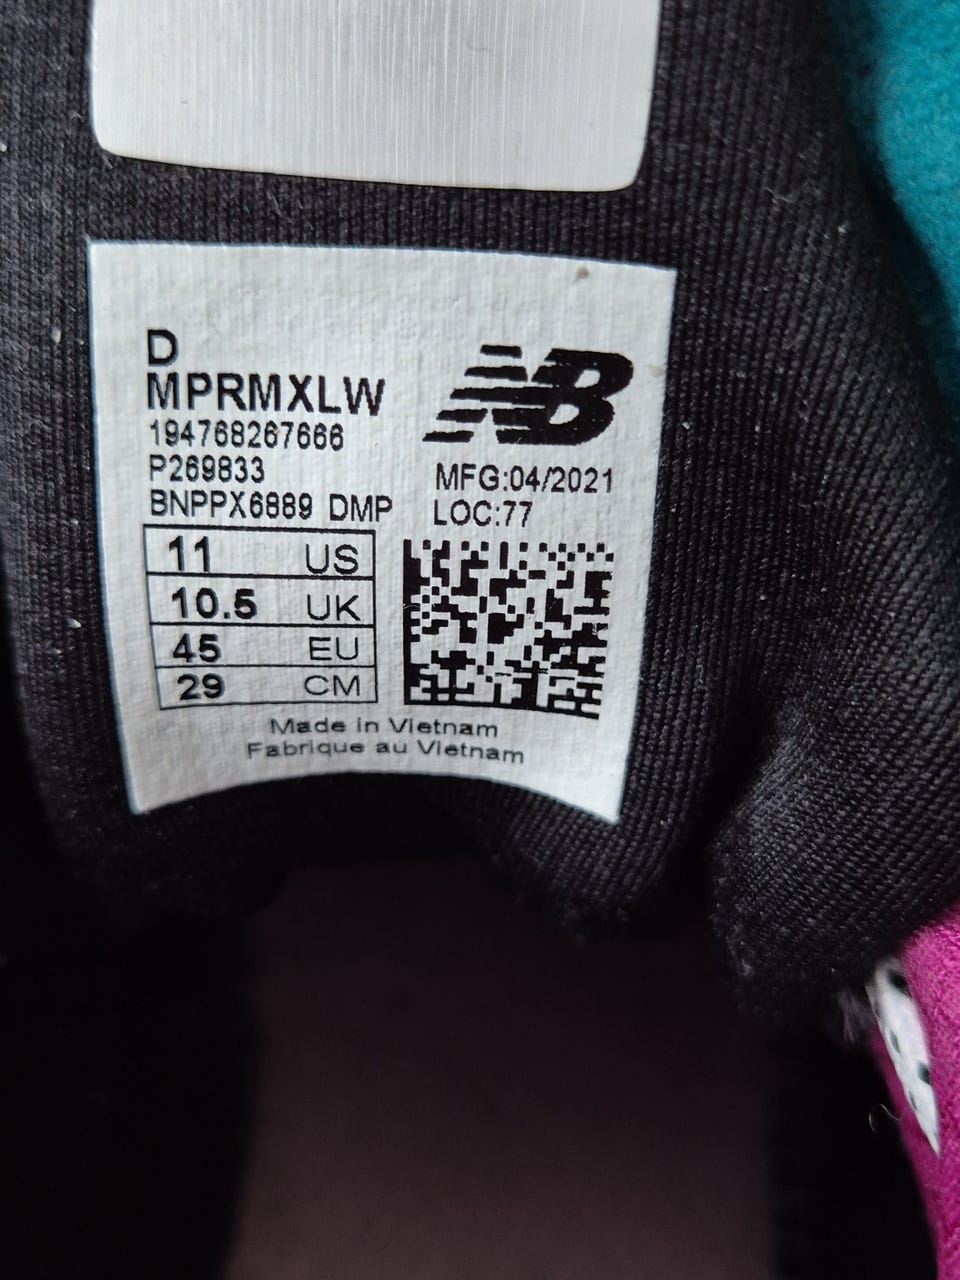 D
MPRMXLW
194768267666
P269833
BNPPX6889 DMP
NB
MFG:04/2021
LOC:77
11 US
10.5 UK
45 EU
29 CM
Made in Vietnam
Fabrique au Vietnam